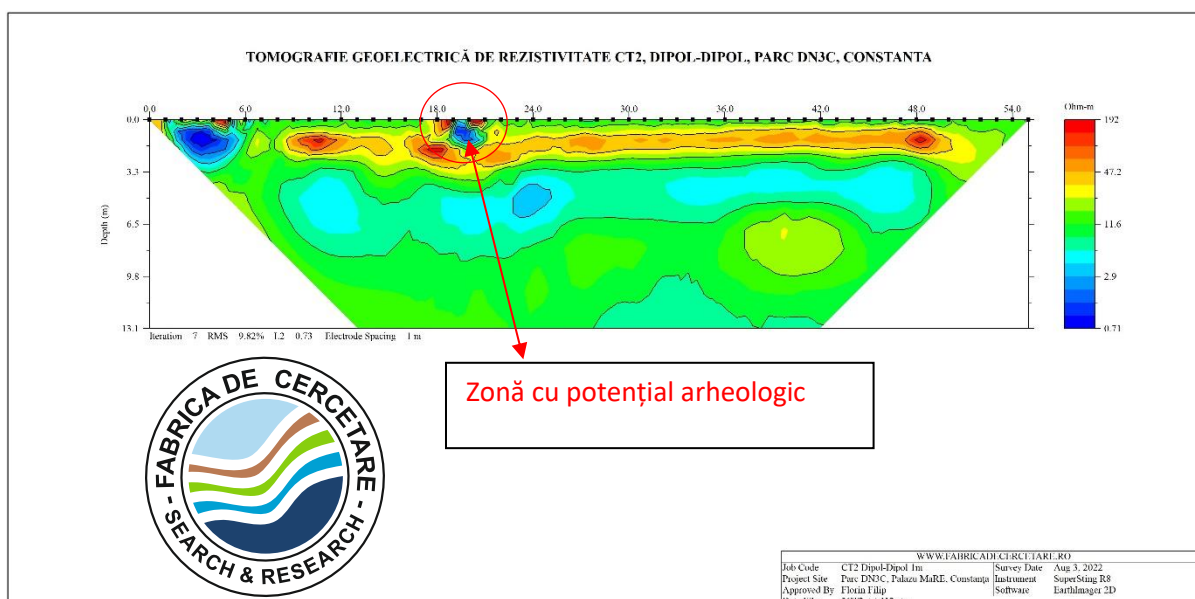 TOMOGRAFIE GEOELECTRICĂ DE REZISTIVITATE CT2, DIPOL-DIPOL, PARC DN3C, CONSTANTA
0.0 6.0 12.0 18.0 24.0 30.0 36.0 42.0 48.0 54.0
Ohm-m
0.0
3.3
6.5
9.8
13.1
Depth (m)
192
47.2
11.6
2.9
0.71
Iteration 7 RMS 9.82% L2 0.73 Electrode Spacing 1 m
Zonă cu potențial arheologic
FABRICA DE CERCETARE
- SEARCH & RESEARCH -
WWW.FABRICADECERCETARE.RO
Job Code CT2 Dipol-Dipol 1m Survey Date Aug 3, 2022
Project Site Parc DN3C, Palazu MaRE, Constanța Instrument SuperSting R8
Approved By Florin Filip Software EarthImager 2D